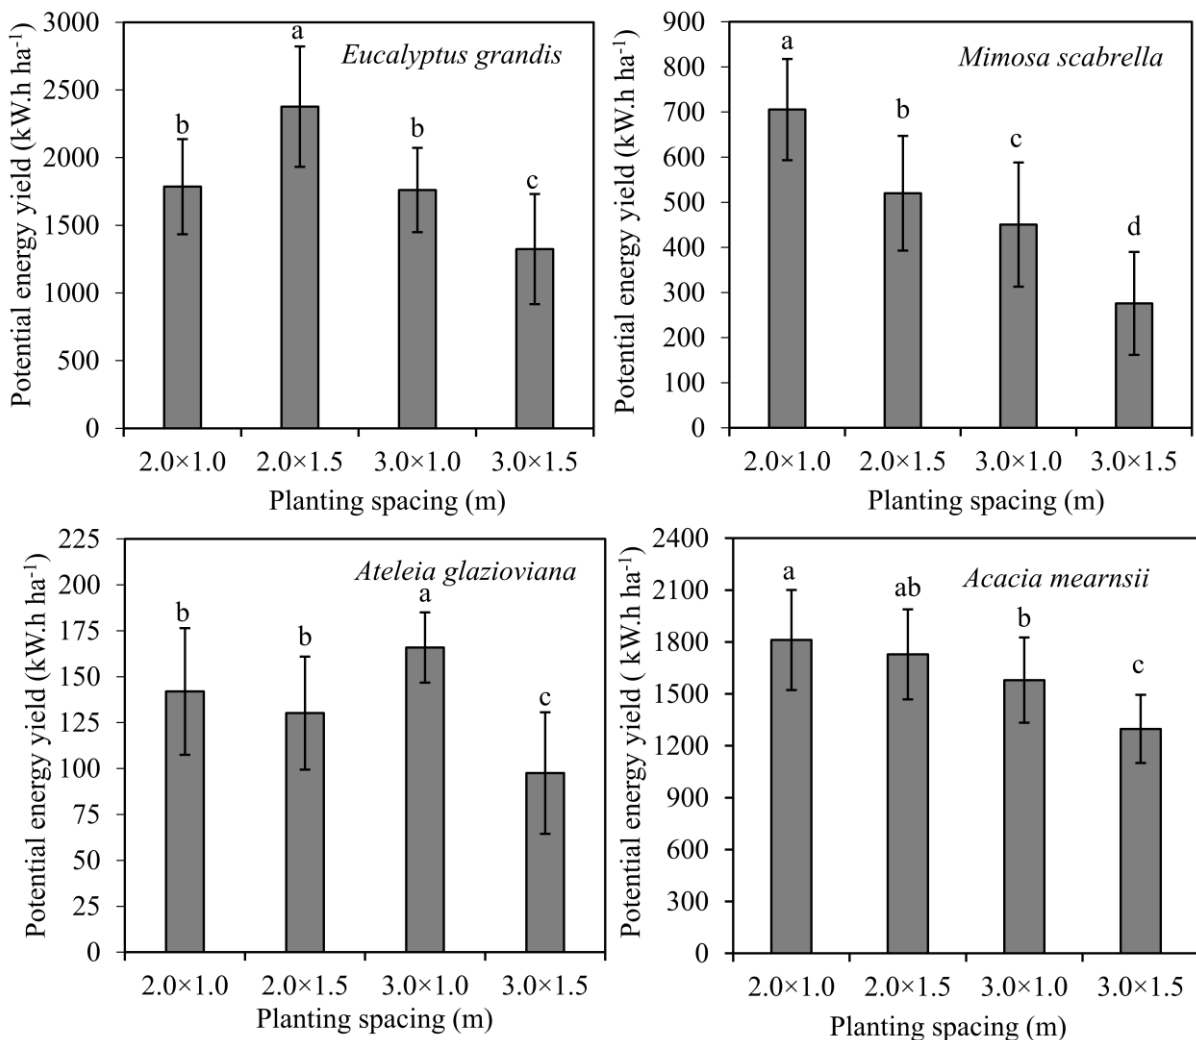 Potential energy yield (kW.h ha-1)
3000
2500
2000
1500
1000
500
0
Eucalyptus grandis
b
a
b
c
2.0×1.0
2.0×1.5
3.0×1.0
3.0×1.5
Planting spacing (m)
Potential energy yield (kW.h ha-1)
900
800
700
600
500
400
300
200
100
0
Mimosa scabrella
a
b
c
d
2.0×1.0
2.0×1.5
3.0×1.0
3.0×1.5
Planting spacing (m)
Potential energy yield (kW.h ha-1)
225
200
175
150
125
100
75
50
25
0
Ateleia glazioviana
b
b
a
c
2.0×1.0
2.0×1.5
3.0×1.0
3.0×1.5
Planting spacing (m)
Potential energy yield ( kW.h ha-1)
2400
2100
1800
1500
1200
900
600
300
0
Acacia mearnsii
a
ab
b
c
2.0×1.0
2.0×1.5
3.0×1.0
3.0×1.5
Planting spacing (m)